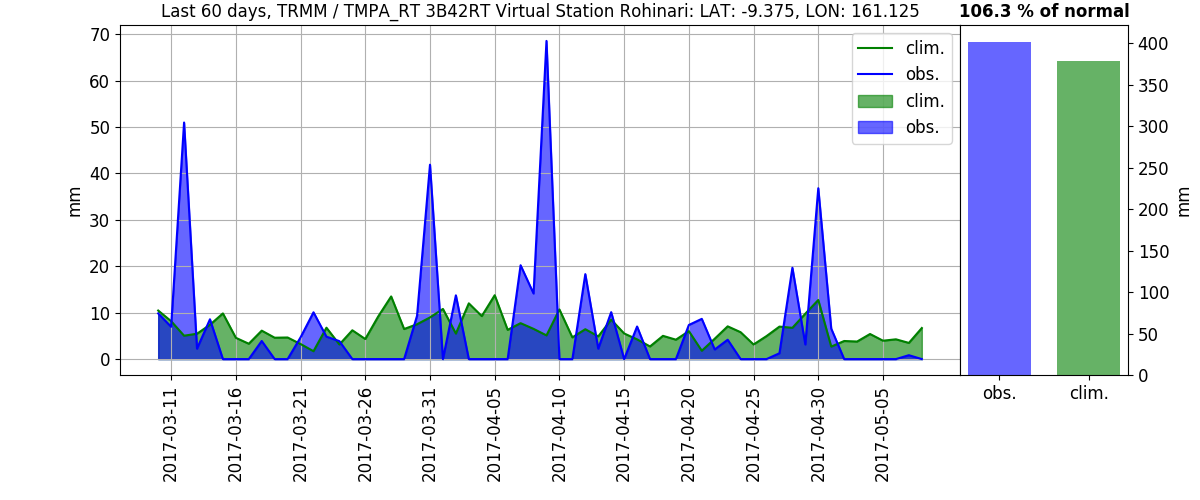 Last 60 days, TRMM / TMPA_RT 3B42RT Virtual Station Rohinari: LAT: -9.375, LON: 161.125
106.3 % of normal
70
60
50
40
30
20
10
0
mm
clim.
obs.
clim.
obs.
2017-03-11
2017-03-16
2017-03-21
2017-03-26
2017-03-31
2017-04-05
2017-04-10
2017-04-15
2017-04-20
2017-04-25
2017-04-30
2017-05-05
400
350
300
250
200
150
100
50
0
mm
obs.
clim.